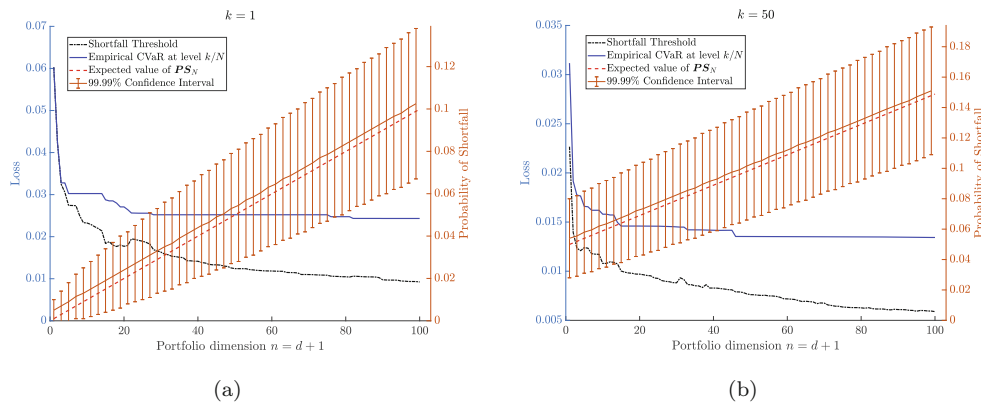 k = 1
Loss
0.07
0.06
0.05
0.04
0.03
0.02
0.01
0
Shortfall Threshold
Empirical CVaR at level k/N
Expected value of PS_N
99.99% Confidence Interval
0.12
0.1
0.08
0.06
0.04
0.02
0
Probability of Shortfall
0 20 40 60 80 100
Portfolio dimension n = d + 1
(a)
k = 50
Loss
0.035
0.03
0.025
0.02
0.015
0.01
0.005
Shortfall Threshold
Empirical CVaR at level k/N
Expected value of PS_N
99.99% Confidence Interval
0.18
0.16
0.14
0.12
0.1
0.08
0.06
0.04
0.02
0
Probability of Shortfall
0 20 40 60 80 100
Portfolio dimension n = d + 1
(b)